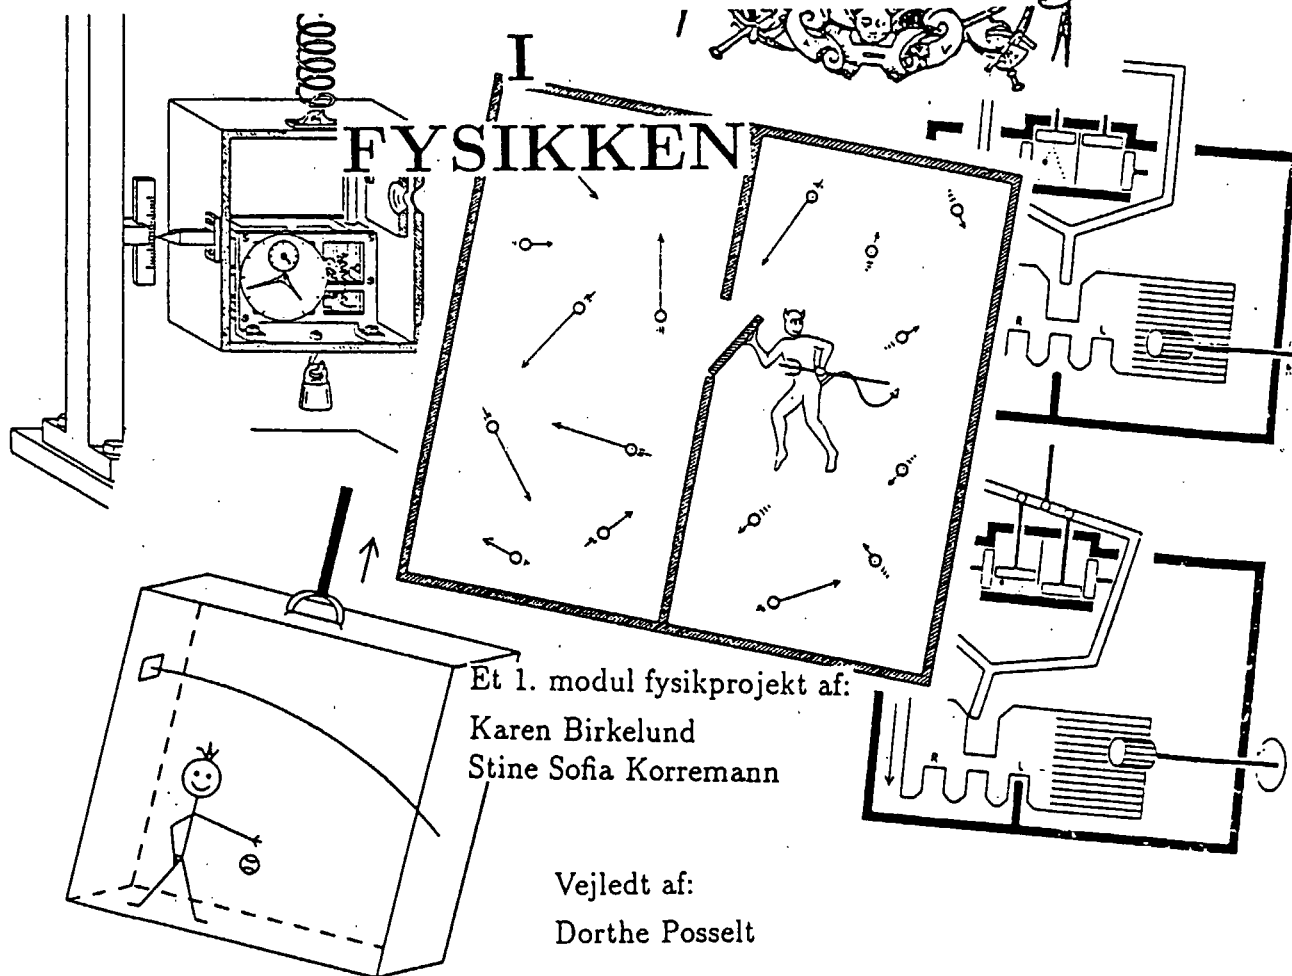 I
FYSIKKEN
R
L
R
L
Et 1. modul fysikprojekt af:
Karen Birkelund
Stine Sofia Korremann
Vejledt af:
Dorthe Posselt